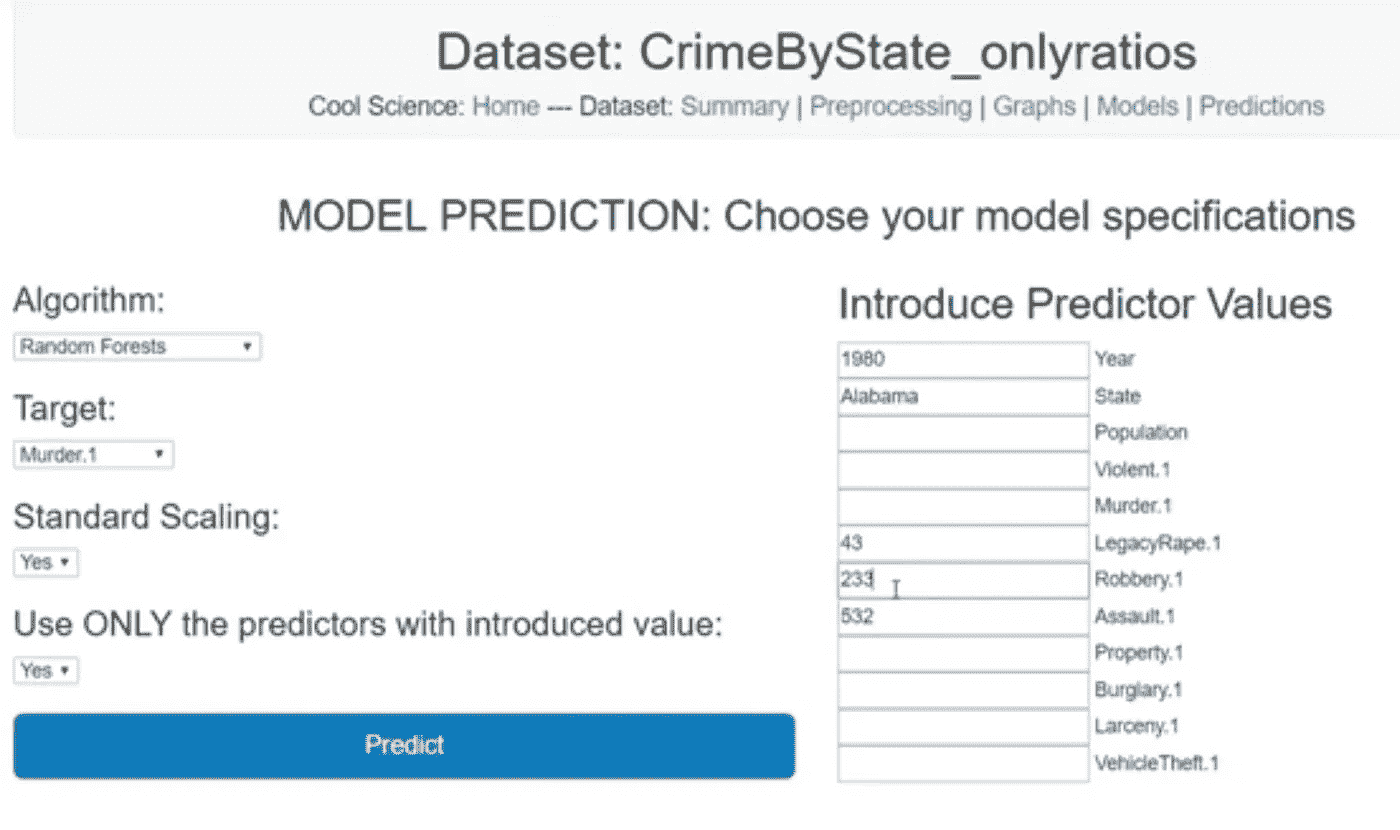 Dataset: CrimeByState_onlyratios
Cool Science: Home --- Dataset: Summary | Preprocessing | Graphs | Models | Predictions
MODEL PREDICTION: Choose your model specifications
Algorithm:
Random Forests
Target:
Murder.1
Standard Scaling:
Yes
Use ONLY the predictors with introduced value:
Yes
Predict
Introduce Predictor Values
1980 Year
Alabama State
Population
Violent.1
Murder.1
43 LegacyRape.1
233 Robbery.1
532 Assault.1
Property.1
Burglary.1
Larceny.1
VehicleTheft.1